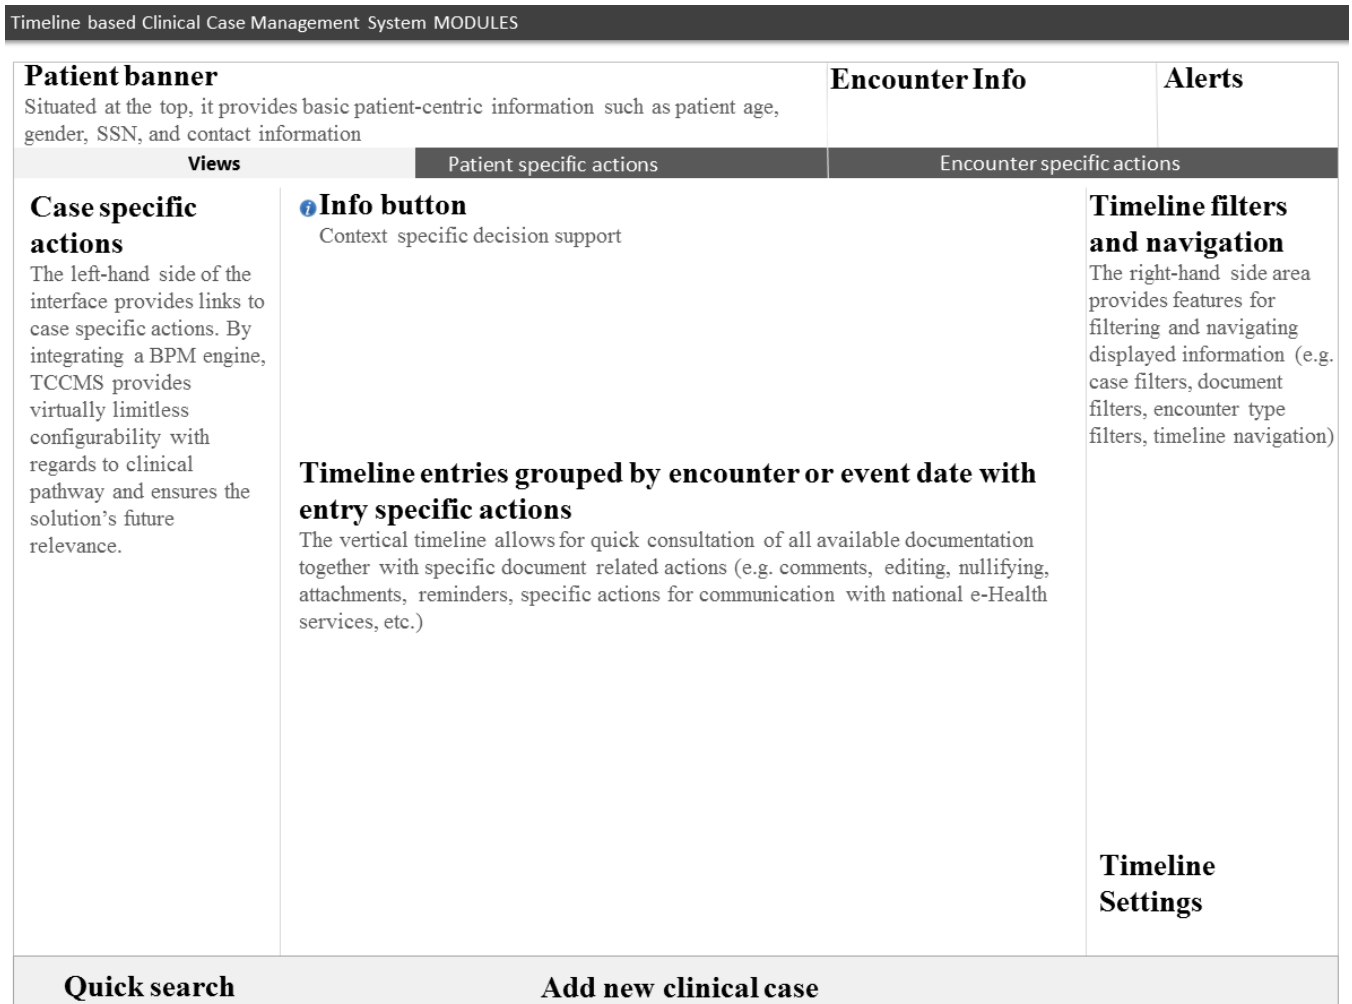 Timeline based Clinical Case Management System MODULES
Patient banner
Situated at the top, it provides basic patient-centric information such as patient age,
gender, SSN, and contact information
Encounter Info
Alerts
Views
Patient specific actions
Encounter specific actions
Case specific
actions
The left-hand side of the
interface provides links to
case specific actions. By
integrating a BPM engine,
TCCMS provides
virtually limitless
configurability with
regards to clinical
pathway and ensures the
solution’s future
relevance.
i Info button
Context specific decision support
Timeline entries grouped by encounter or event date with
entry specific actions
The vertical timeline allows for quick consultation of all available documentation
together with specific document related actions (e.g. comments, editing, nullifying,
attachments, reminders, specific actions for communication with national e-Health
services, etc.)
Timeline filters
and navigation
The right-hand side area
provides features for
filtering and navigating
displayed information (e.g.
case filters, document
filters, encounter type
filters, timeline navigation)
Timeline
Settings
Quick search
Add new clinical case